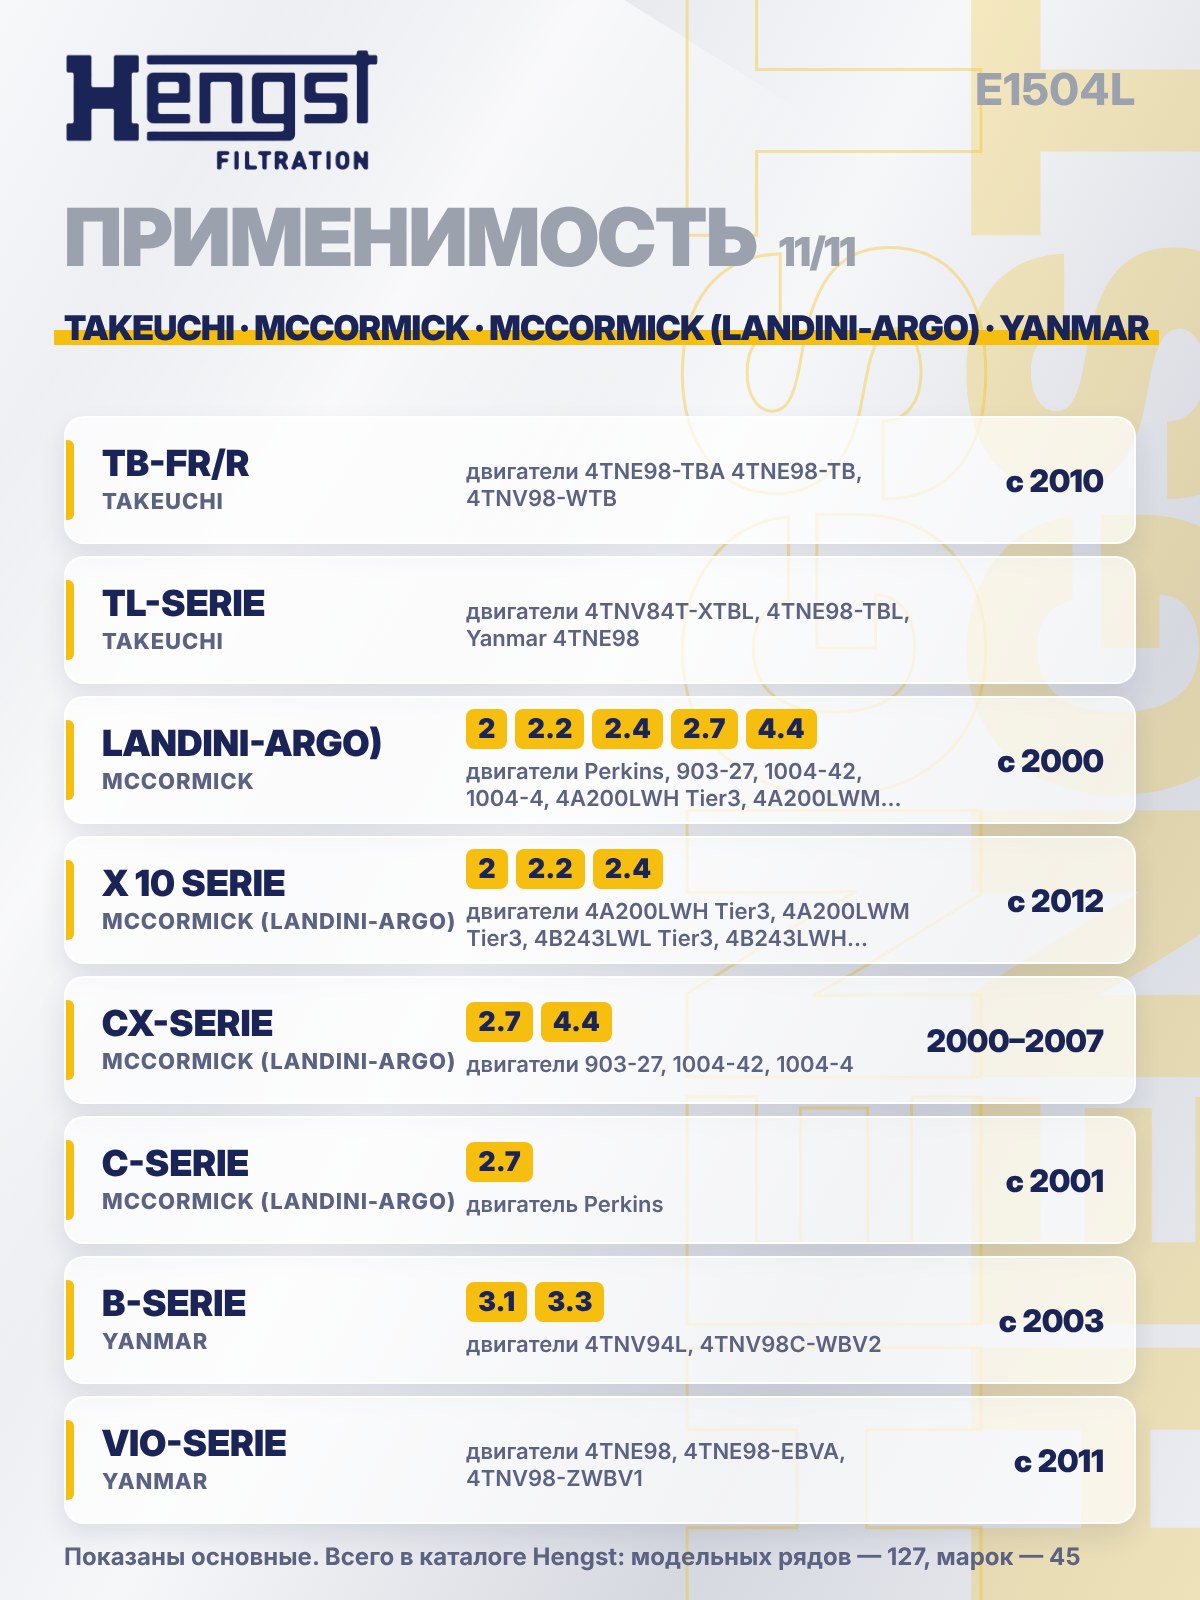 Hengst
FILTRATION
E1504L
ПРИМЕНИМОСТЬ 11/11
TAKEUCHI · MCCORMICK · MCCORMICK (LANDINI-ARGO) · YANMAR
TB-FR/R
TAKEUCHI
двигатели 4TNE98-TBA 4TNE98-TB,
4TNV98-WTB
с 2010
TL-SERIE
TAKEUCHI
двигатели 4TNV84T-XTBL, 4TNE98-TBL,
Yanmar 4TNE98
LANDINI-ARGO)
MCCORMICK
2 2.2 2.4 2.7 4.4
двигатели Perkins, 903-27, 1004-42,
1004-4, 4A200LWH Tier3, 4A200LWM...
с 2000
X 10 SERIE
MCCORMICK (LANDINI-ARGO)
2 2.2 2.4
двигатели 4A200LWH Tier3, 4A200LWM
Tier3, 4B243LWL Tier3, 4B243LWH...
с 2012
CX-SERIE
MCCORMICK (LANDINI-ARGO)
2.7 4.4
двигатели 903-27, 1004-42, 1004-4
2000–2007
C-SERIE
MCCORMICK (LANDINI-ARGO)
2.7
двигатель Perkins
с 2001
B-SERIE
YANMAR
3.1 3.3
двигатели 4TNV94L, 4TNV98C-WBV2
с 2003
VIO-SERIE
YANMAR
двигатели 4TNE98, 4TNE98-EBVA,
4TNV98-ZWBV1
с 2011
Показаны основные. Всего в каталоге Hengst: модельных рядов — 127, марок — 45